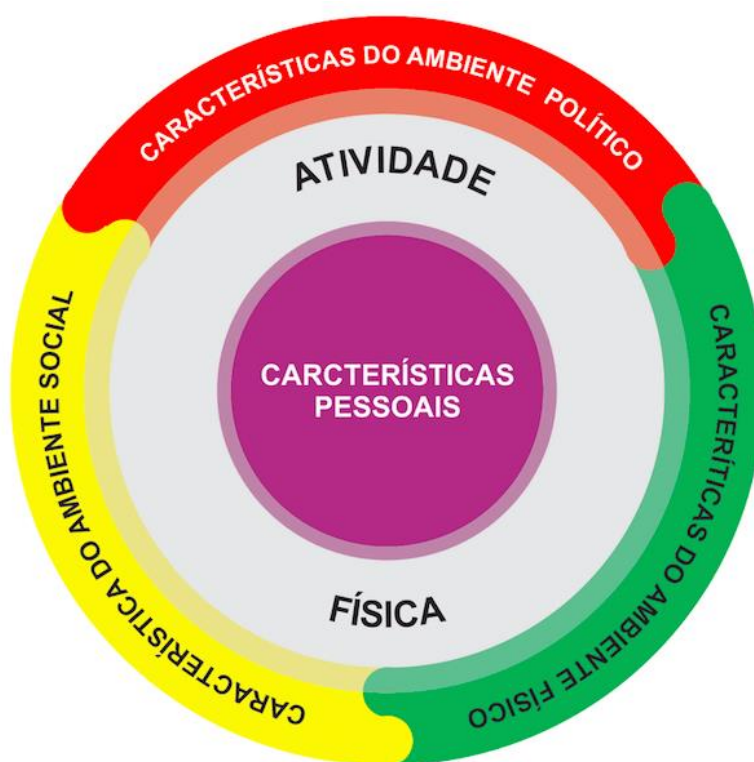 CARACTERÍSTICAS DO AMBIENTE POLÍTICO
ATIVIDADE
CARCTERÍSTICAS
PESSOAIS
FÍSICA
CARACTERÍSTICA DO AMBIENTE SOCIAL
CARACTERÍTICAS DO AMBIENTE FÍSICO